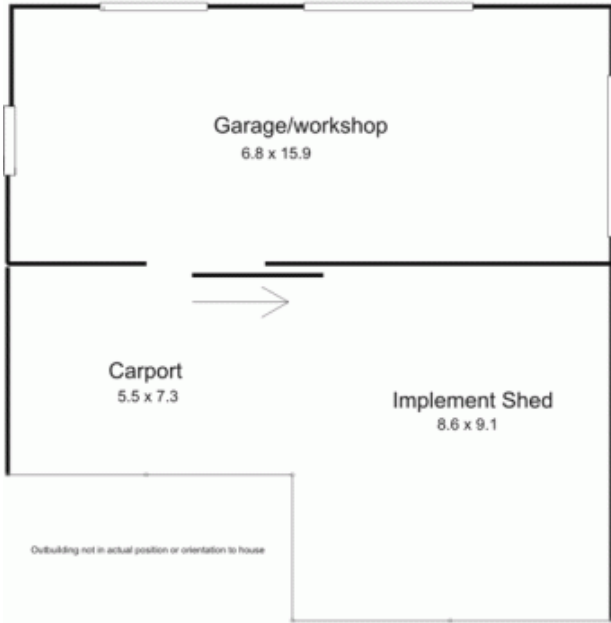 Garage/workshop
6.8 x 15.9
Carport
5.5 x 7.3
Implement Shed
8.6 x 9.1
Outbuilding not in actual position or orientation to house